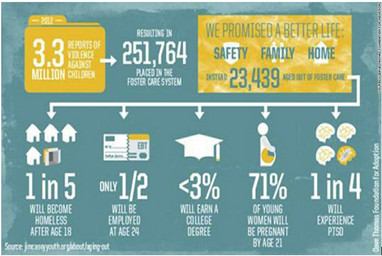 2012
3.3
MILLION
REPORTS OF
VIOLENCE
AGAINST
CHILDREN
RESULTING IN
251,764
PLACED IN THE
FOSTER CARE SYSTEM
WE PROMISED A BETTER LIFE:
SAFETY FAMILY HOME
INSTEAD 23,439 AGED OUT OF FOSTER CARE
1 in 5
WILL BECOME
HOMELESS
AFTER AGE 18
EBT
ONLY 1/2
WILL BE
EMPLOYED
AT AGE 24
<3%
WILL EARN A
COLLEGE
DEGREE
71%
OF YOUNG
WOMEN WILL
BE PREGNANT
BY AGE 21
1 in 4
WILL
EXPERIENCE
PTSD
Source: jimcaseyyouth.org/about/aging-out
Dave Thomas Foundation for Adoption